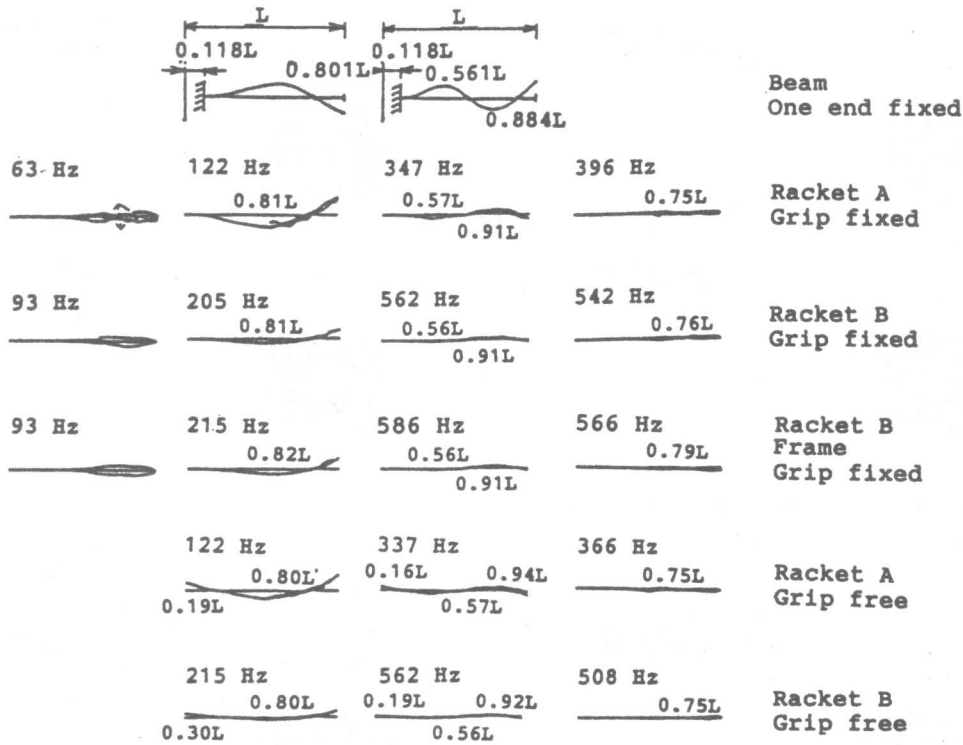 L L
0.118L 0.118L
0.801L 0.561L
0.884L
Beam
One end fixed
63 Hz 122 Hz 347 Hz 396 Hz
0.81L 0.57L 0.75L
0.91L
Racket A
Grip fixed
93 Hz 205 Hz 562 Hz 542 Hz
0.81L 0.56L 0.76L
0.91L
Racket B
Grip fixed
93 Hz 215 Hz 586 Hz 566 Hz
0.82L 0.56L 0.79L
0.91L
Racket B
Frame
Grip fixed
122 Hz 337 Hz 366 Hz
0.80L 0.16L 0.94L 0.75L
0.19L 0.57L
Racket A
Grip free
215 Hz 562 Hz 508 Hz
0.80L 0.19L 0.92L 0.75L
0.30L 0.56L
Racket B
Grip free